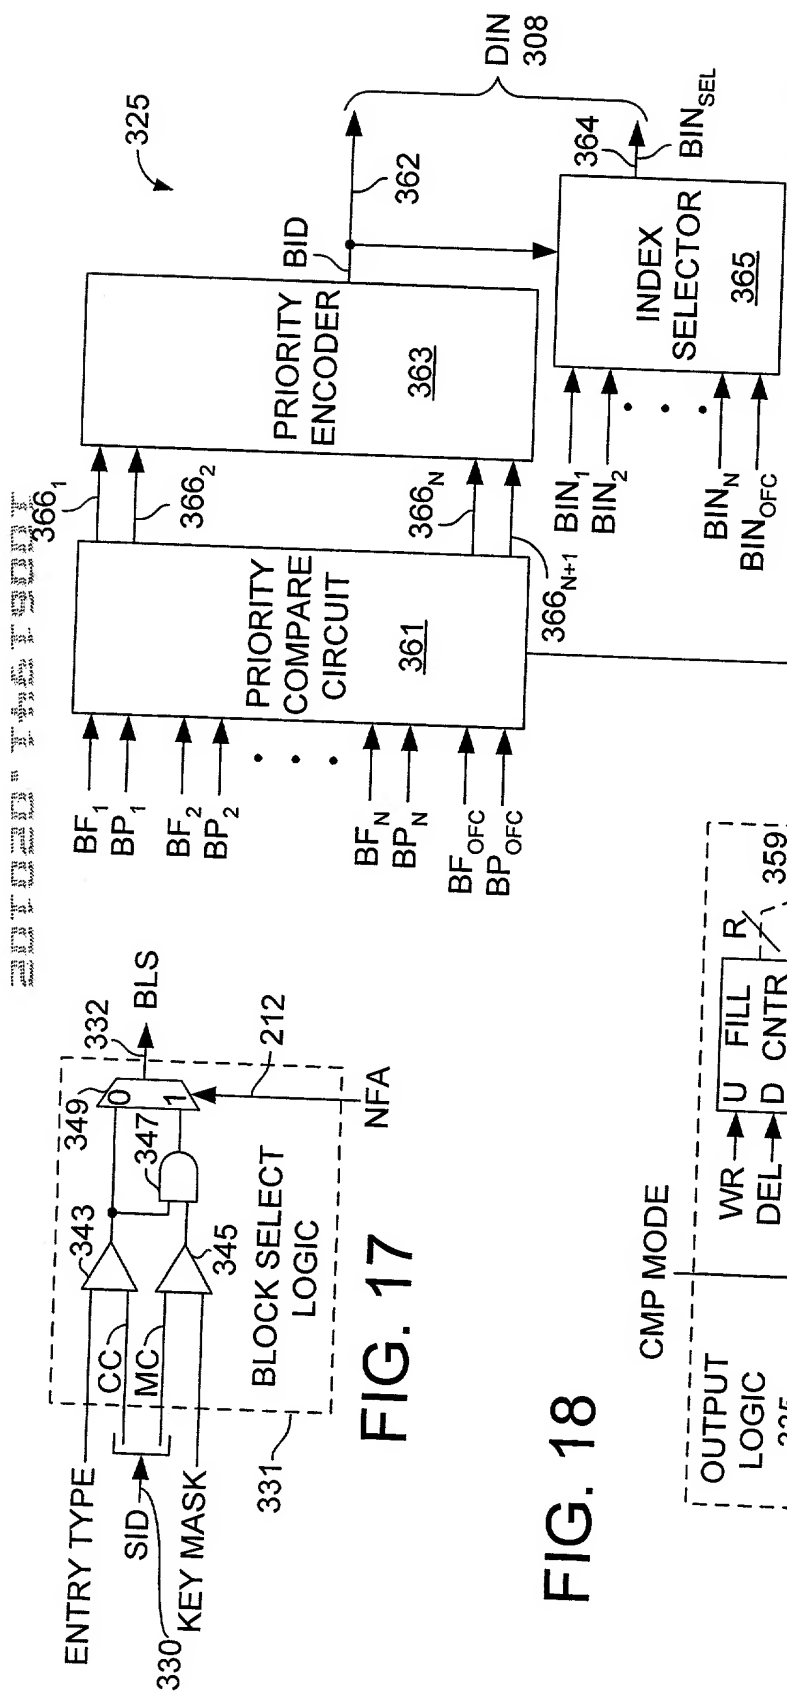 10051941.012002
325
DIN
308
364
BIN_SEL
362
BID
PRIORITY
ENCODER
363
INDEX
SELECTOR
365
366_1
366_2
366_N
366_N+1
BIN_1
BIN_2
BIN_N
BIN_OFC
PRIORITY
COMPARE
CIRCUIT
361
BF_1
BP_1
BF_2
BP_2
BF_N
BP_N
BF_OFC
BP_OFC
332
BLS
349
0
1
347
212
NFA
343
345
CC
MC
BLOCK SELECT
LOGIC
ENTRY TYPE
SID
KEY MASK
330
331
FIG. 17
359
R
U FILL
D CNTR
WR
DEL
CMP MODE
OUTPUT
LOGIC
FIG. 18